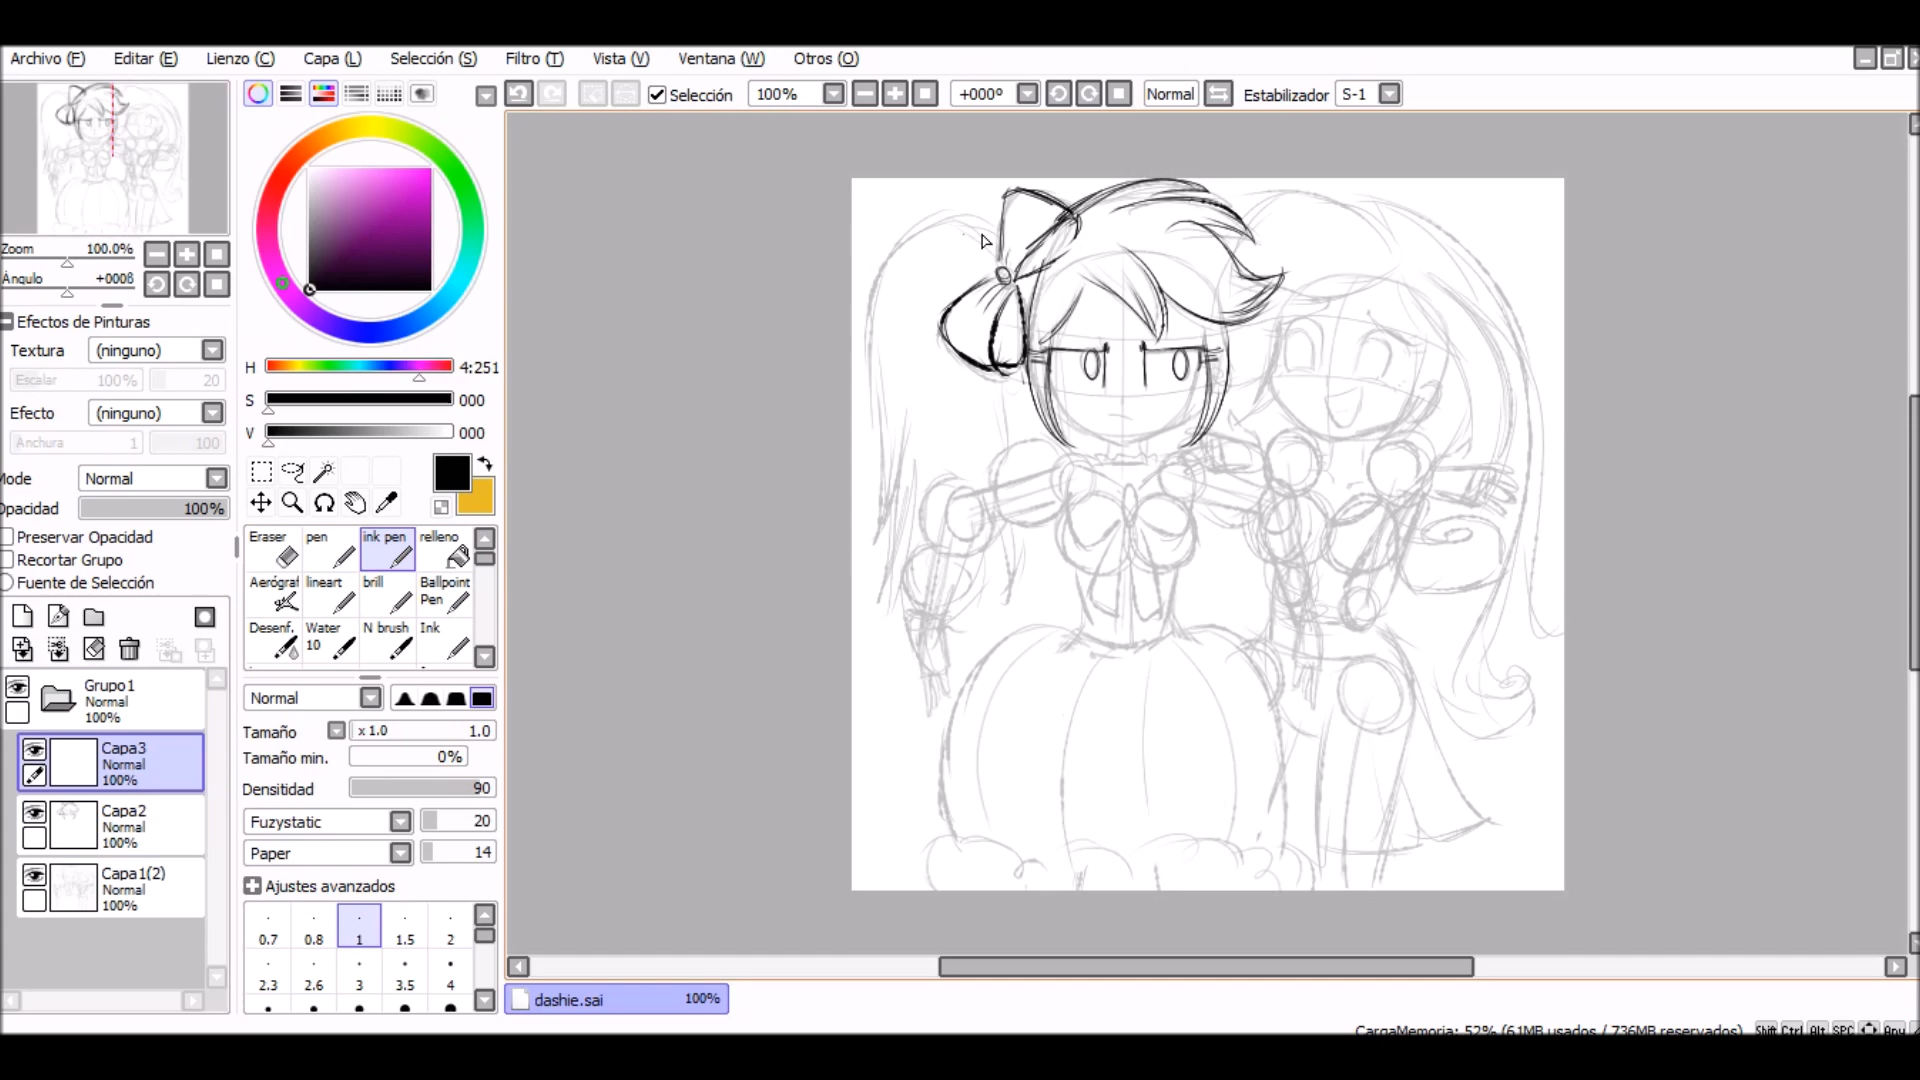 Archivo (F) Editar (E) Lienzo (C) Capa (L) Selección (S) Filtro (T) Vista (V) Ventana (W) Otros (O)
Selección 100% +000º Normal Estabilizador S-1
Zoom 100.0%
Ángulo
Efectos de Pinturas
Textura (ninguno)
Escalar 100% 20
Efecto (ninguno)
Anchura 1 100
Mode Normal
Opacidad 100%
Preservar Opacidad
Recortar Grupo
Fuente de Selección
Grupo1
Normal
100%
Capa3
Normal
100%
Capa2
Normal
100%
Capa1(2)
Normal
100%
H 4:251
S 000
V 000
Eraser pen ink pen relleno
Aerógraf lineart brill Ballpoint
Pen
Desenf. Water N brush Ink
10
Normal
Tamaño x 1.0 1.0
Tamaño min. 0%
Densitidad 90
Fuzystatic 20
Paper 14
Ajustes avanzados
0.7 0.8 1 1.5 2
2.3 2.6 3 3.5 4
dashie.sai 100%
CargaMemoria: 52% (61MB usados / 736MB reservados) Shift Ctrl Alt SPC Any